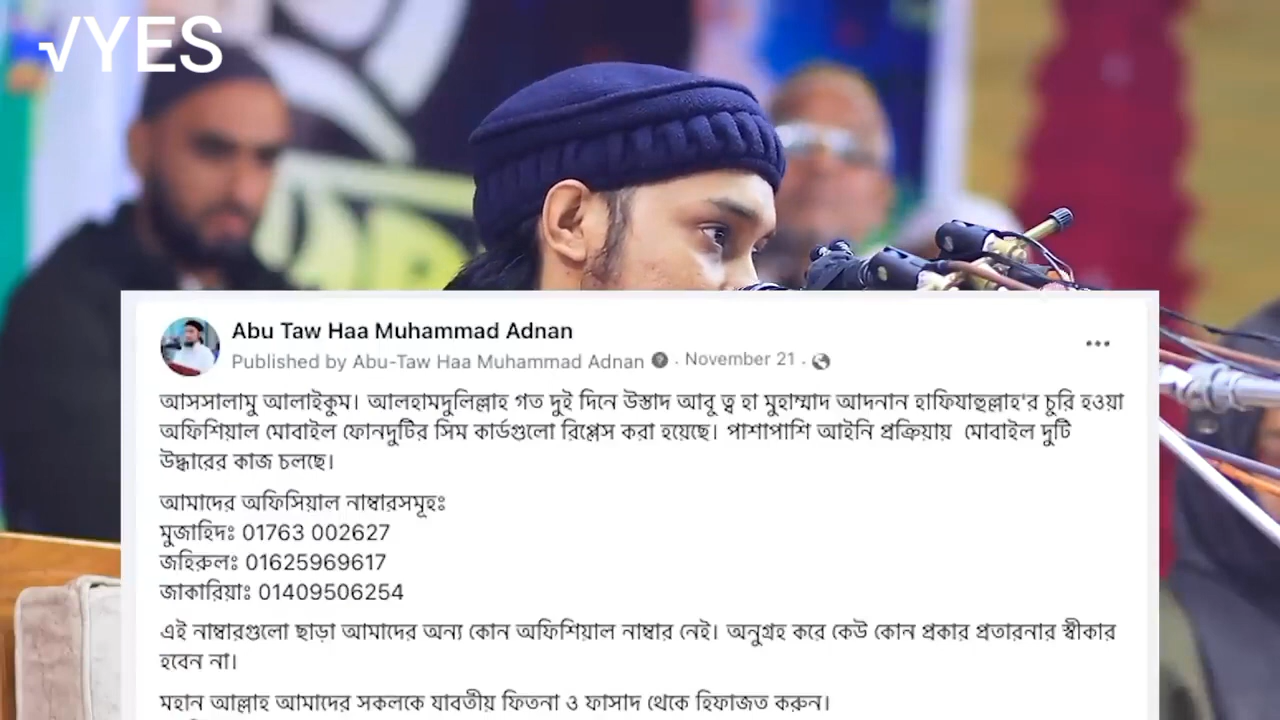 √YES
Abu Taw Haa Muhammad Adnan
Published by Abu-Taw Haa Muhammad Adnan · November 21 ·
আসসালামু আলাইকুম। আলহামদুলিল্লাহ গত দুই দিনে উস্তাদ আবু ত্ব হা মুহাম্মাদ আদনান হাফিযাহুল্লাহ'র চুরি হওয়া
অফিশিয়াল মোবাইল ফোনদুটির সিম কার্ডগুলো রিপ্লেস করা হয়েছে। পাশাপাশি আইনি প্রক্রিয়ায় মোবাইল দুটি
উদ্ধারের কাজ চলছে।
আমাদের অফিসিয়াল নাম্বারসমূহঃ
মুজাহিদঃ 01763 002627
জহিরুলঃ 01625969617
জাকারিয়াঃ 01409506254
এই নাম্বারগুলো ছাড়া আমাদের অন্য কোন অফিশিয়াল নাম্বার নেই। অনুগ্রহ করে কেউ কোন প্রকার প্রতারনার স্বীকার
হবেন না।
মহান আল্লাহ আমাদের সকলকে যাবতীয় ফিতনা ও ফাসাদ থেকে হিফাজত করুন।